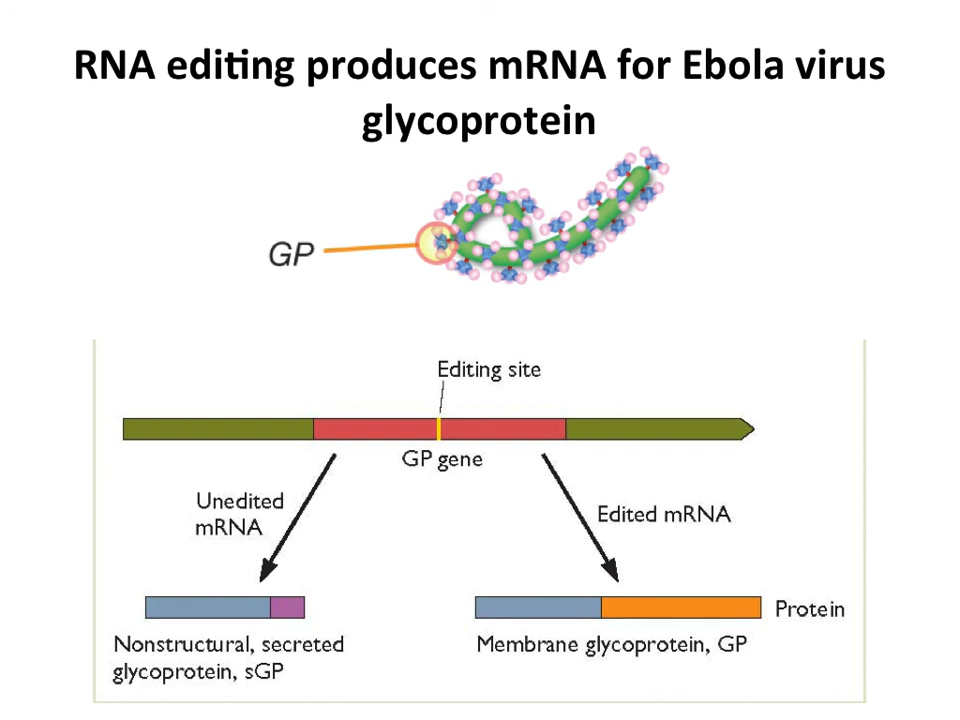 RNA editing produces mRNA for Ebola virus
glycoprotein
GP
Editing site
GP gene
Unedited
mRNA
Edited mRNA
Protein
Nonstructural, secreted
glycoprotein, sGP
Membrane glycoprotein, GP